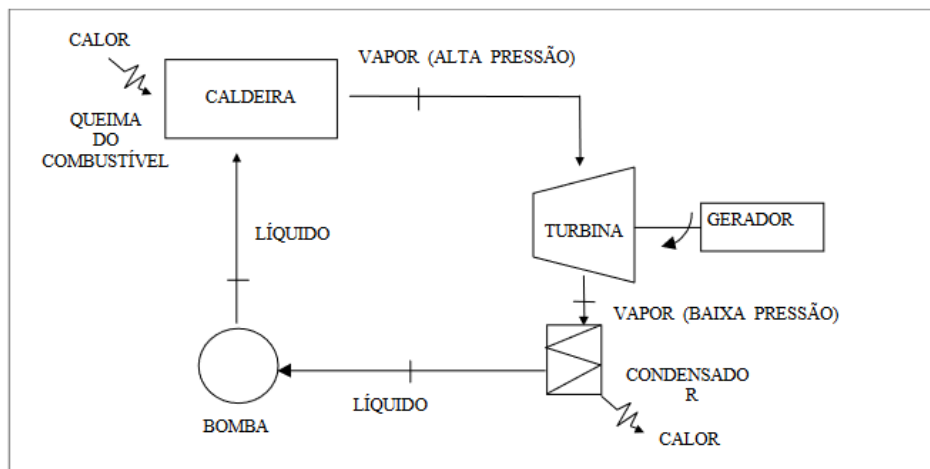 CALOR
VAPOR (ALTA PRESSÃO)
CALDEIRA
QUEIMA
DO
COMBUSTÍVEL
LÍQUIDO
TURBINA
GERADOR
VAPOR (BAIXA PRESSÃO)
CONDENSADO
R
LÍQUIDO
BOMBA
CALOR